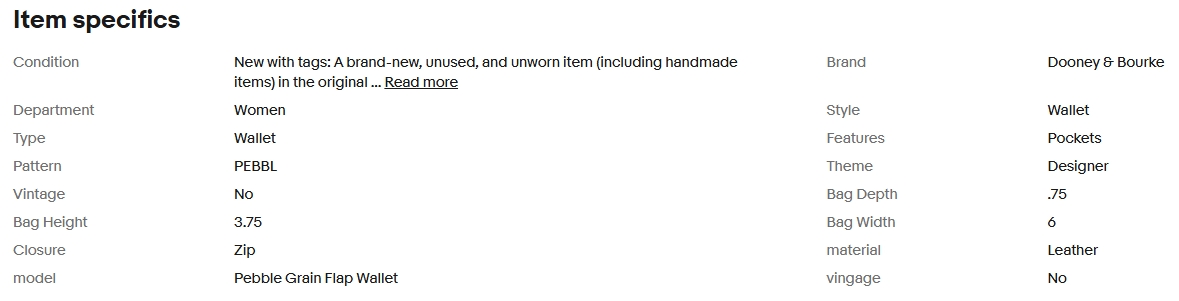 Item specifics
Condition New with tags: A brand-new, unused, and unworn item (including handmade items) in the original ... Read more Brand Dooney & Bourke
Department Women Style Wallet
Type Wallet Features Pockets
Pattern PEBBL Theme Designer
Vintage No Bag Depth .75
Bag Height 3.75 Bag Width 6
Closure Zip material Leather
model Pebble Grain Flap Wallet vingage No